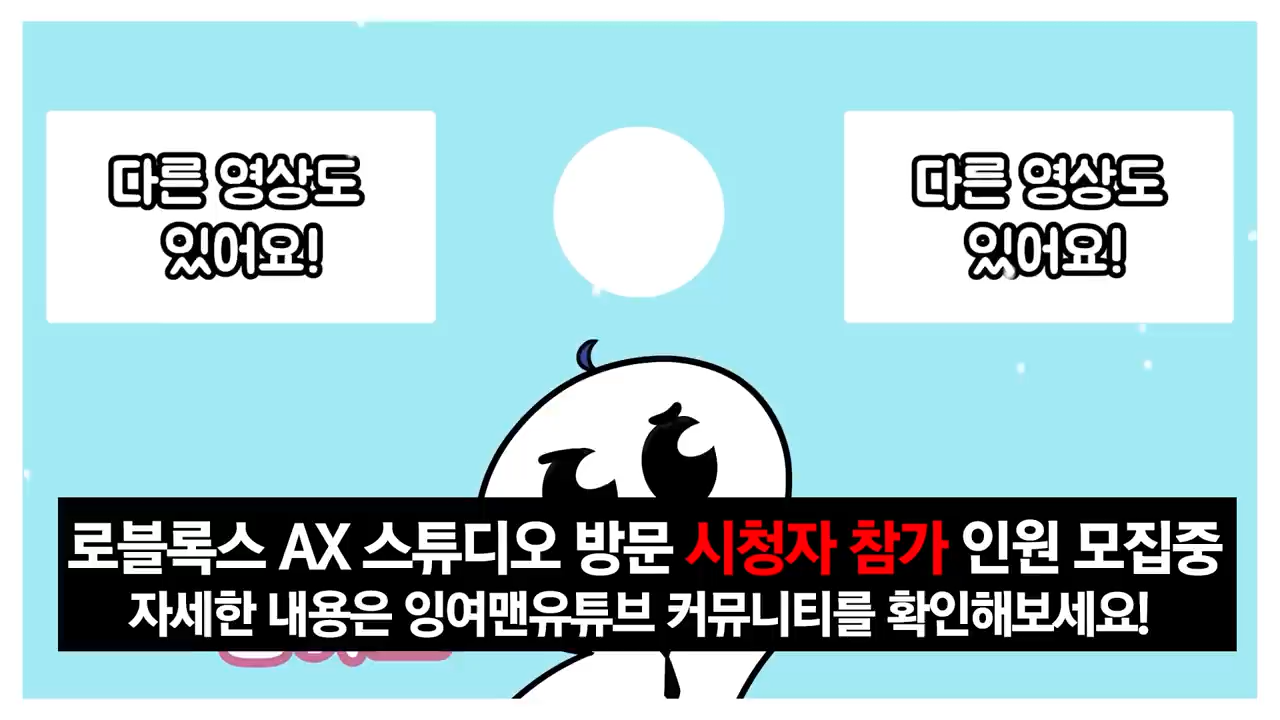 다른 영상도
있어요!
다른 영상도
있어요!
로블록스 AX 스튜디오 방문 시청자 참가 인원 모집중
자세한 내용은 잉여맨유튜브 커뮤니티를 확인해보세요!